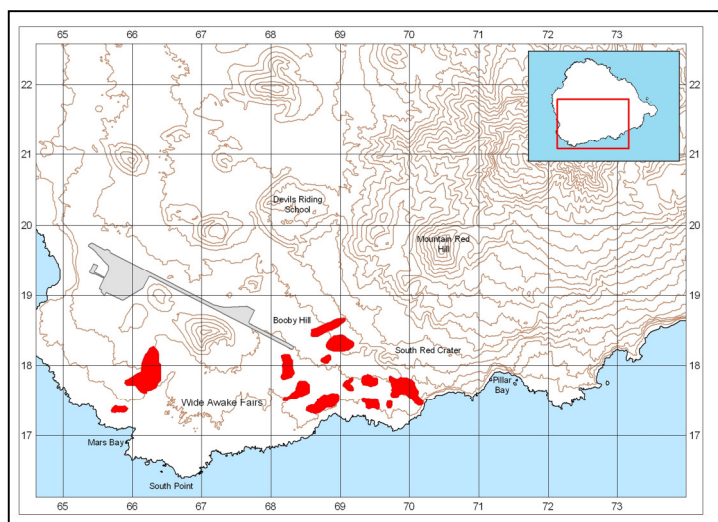 65 66 67 68 69 70 71 72 73
22 22
21 21
Devils Riding
School
20 20
Mountain Red
Hill
19 19
Booby Hill
South Red Crater
18 18
Pillar
Bay
Wide Awake Fairs
17 17
Mars Bay
South Point
65 66 67 68 69 70 71 72 73